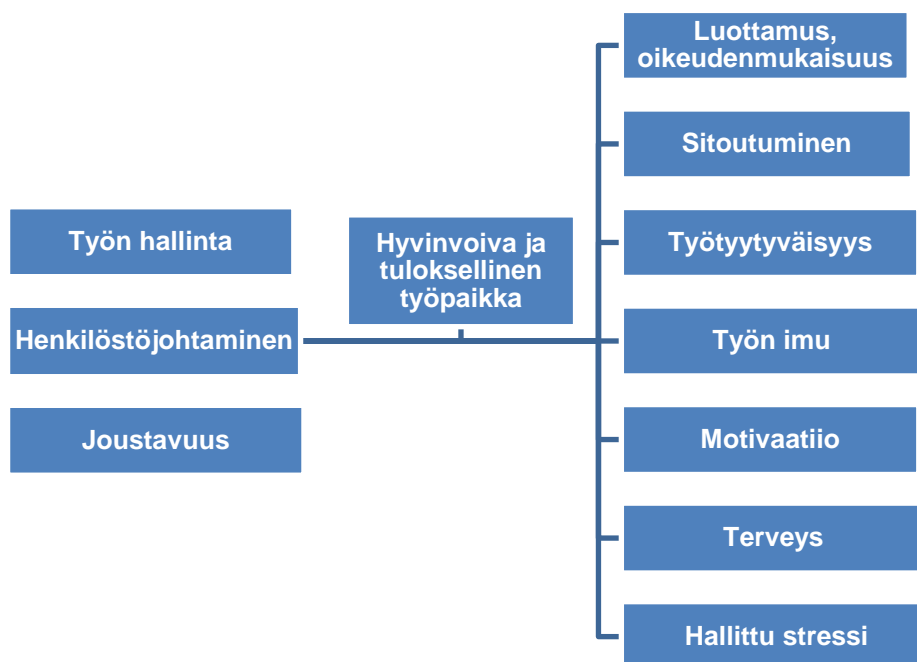 Työn hallinta
Henkilöstöjohtaminen
Joustavuus
Hyvinvoiva ja
tuloksellinen
työpaikka
Luottamus,
oikeudenmukaisuus
Sitoutuminen
Työtyytyväisyys
Työn imu
Motivaatiio
Terveys
Hallittu stressi